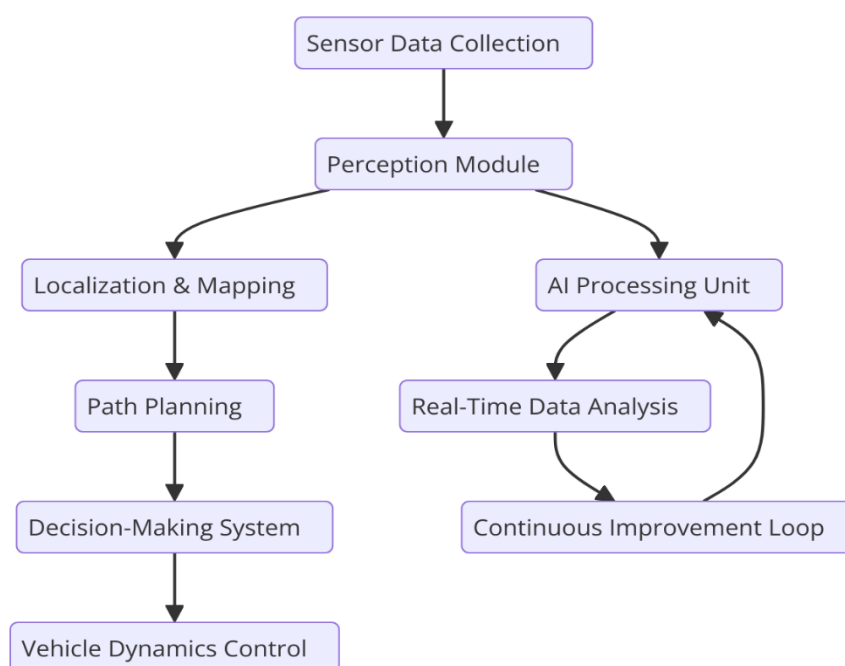 Sensor Data Collection
Perception Module
Localization & Mapping
AI Processing Unit
Path Planning
Real-Time Data Analysis
Decision-Making System
Continuous Improvement Loop
Vehicle Dynamics Control